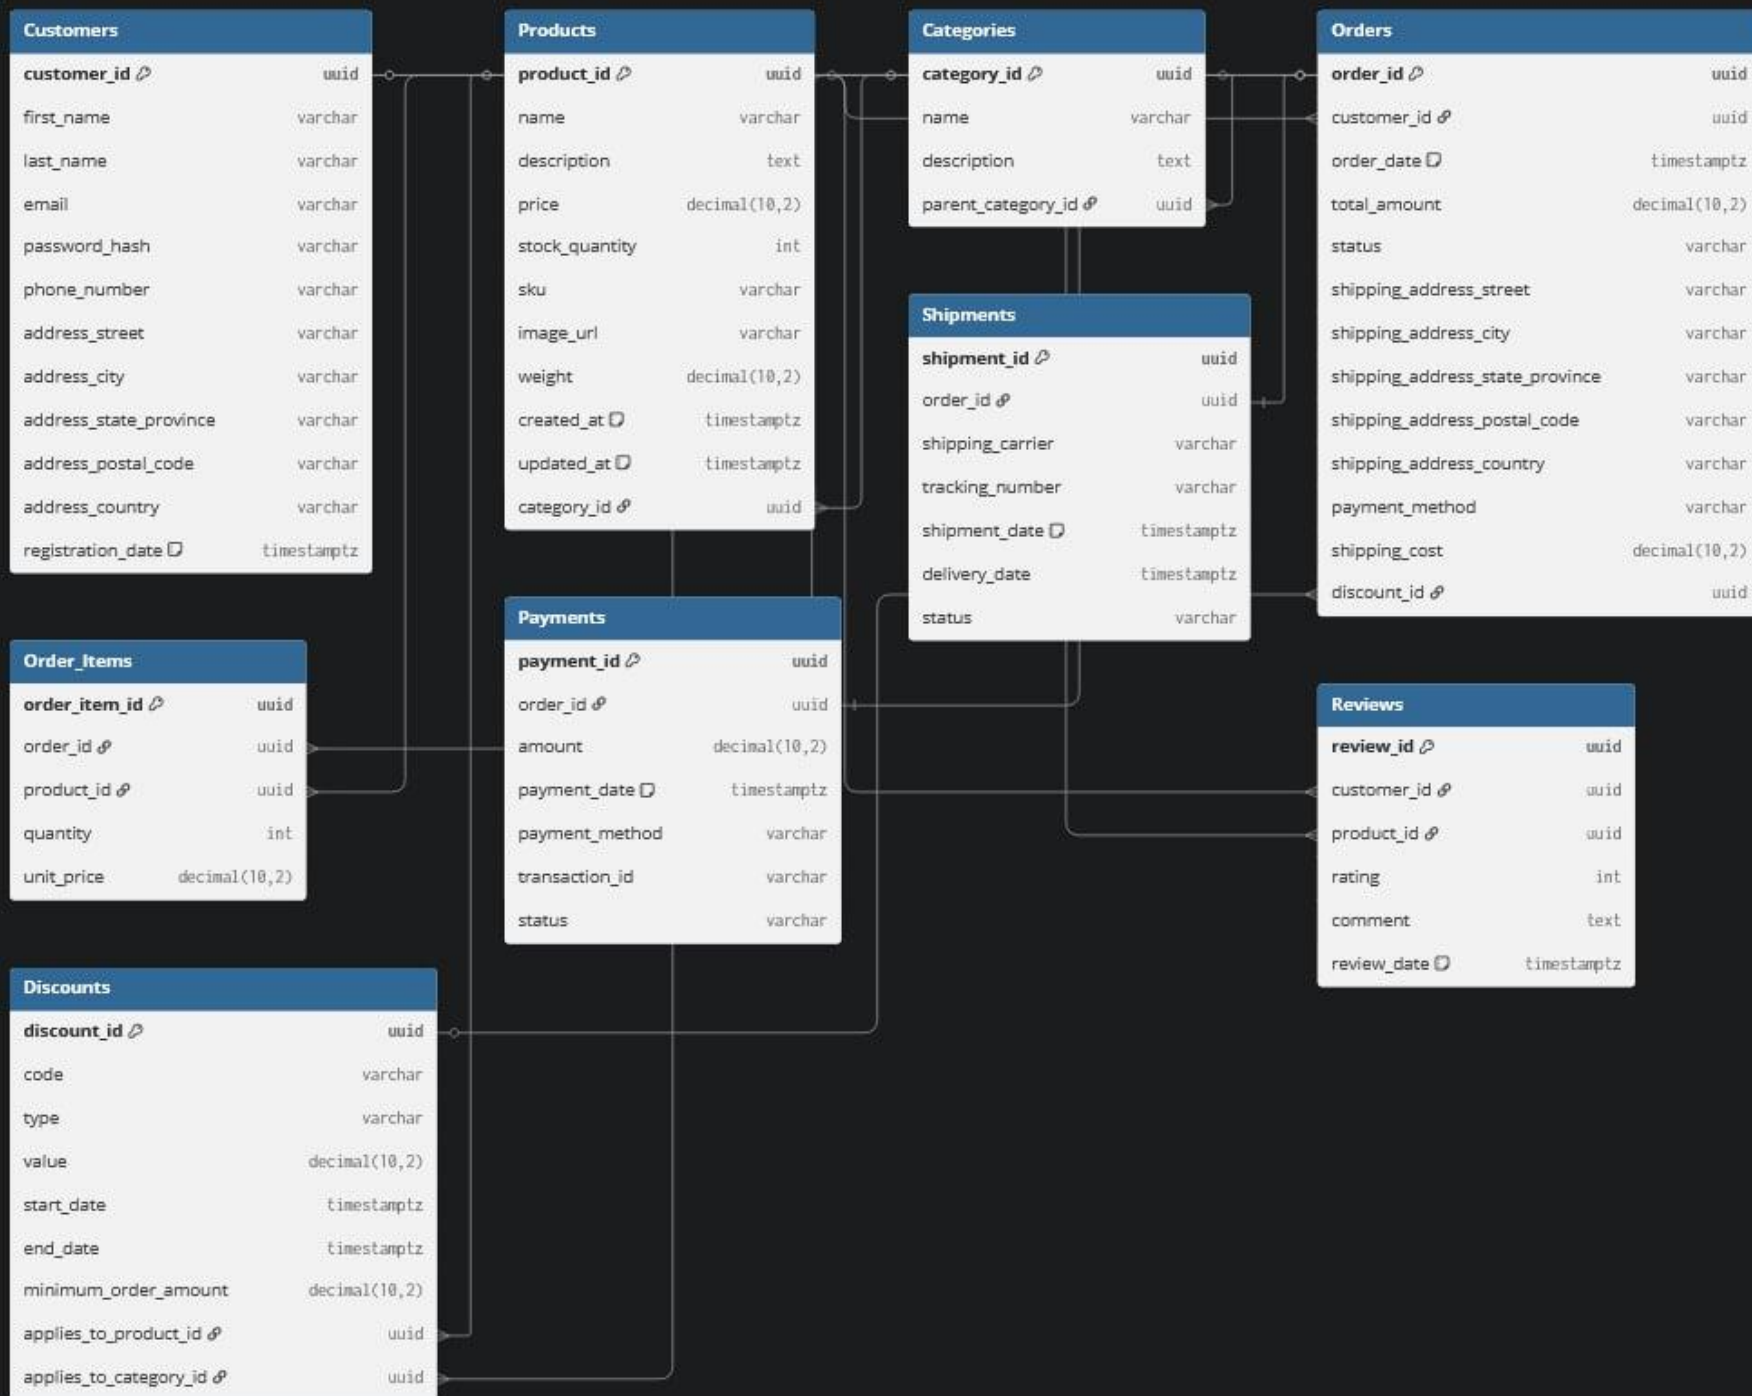 Customers
customer_id uuid
first_name varchar
last_name varchar
email varchar
password_hash varchar
phone_number varchar
address_street varchar
address_city varchar
address_state_province varchar
address_postal_code varchar
address_country varchar
registration_date timestamptz
Products
product_id uuid
name varchar
description text
price decimal(10,2)
stock_quantity int
sku varchar
image_url varchar
weight decimal(10,2)
created_at timestamptz
updated_at timestamptz
category_id uuid
Categories
category_id uuid
name varchar
description text
parent_category_id uuid
Orders
order_id uuid
customer_id uuid
order_date timestamptz
total_amount decimal(10,2)
status varchar
shipping_address_street varchar
shipping_address_city varchar
shipping_address_state_province varchar
shipping_address_postal_code varchar
shipping_address_country varchar
payment_method varchar
shipping_cost decimal(10,2)
discount_id uuid
Shipments
shipment_id uuid
order_id uuid
shipping_carrier varchar
tracking_number varchar
shipment_date timestamptz
delivery_date timestamptz
status varchar
Order_Items
order_item_id uuid
order_id uuid
product_id uuid
quantity int
unit_price decimal(10,2)
Payments
payment_id uuid
order_id uuid
amount decimal(10,2)
payment_date timestamptz
payment_method varchar
transaction_id varchar
status varchar
Reviews
review_id uuid
customer_id uuid
product_id uuid
rating int
comment text
review_date timestamptz
Discounts
discount_id uuid
code varchar
type varchar
value decimal(10,2)
start_date timestamptz
end_date timestamptz
minimum_order_amount decimal(10,2)
applies_to_product_id uuid
applies_to_category_id uuid